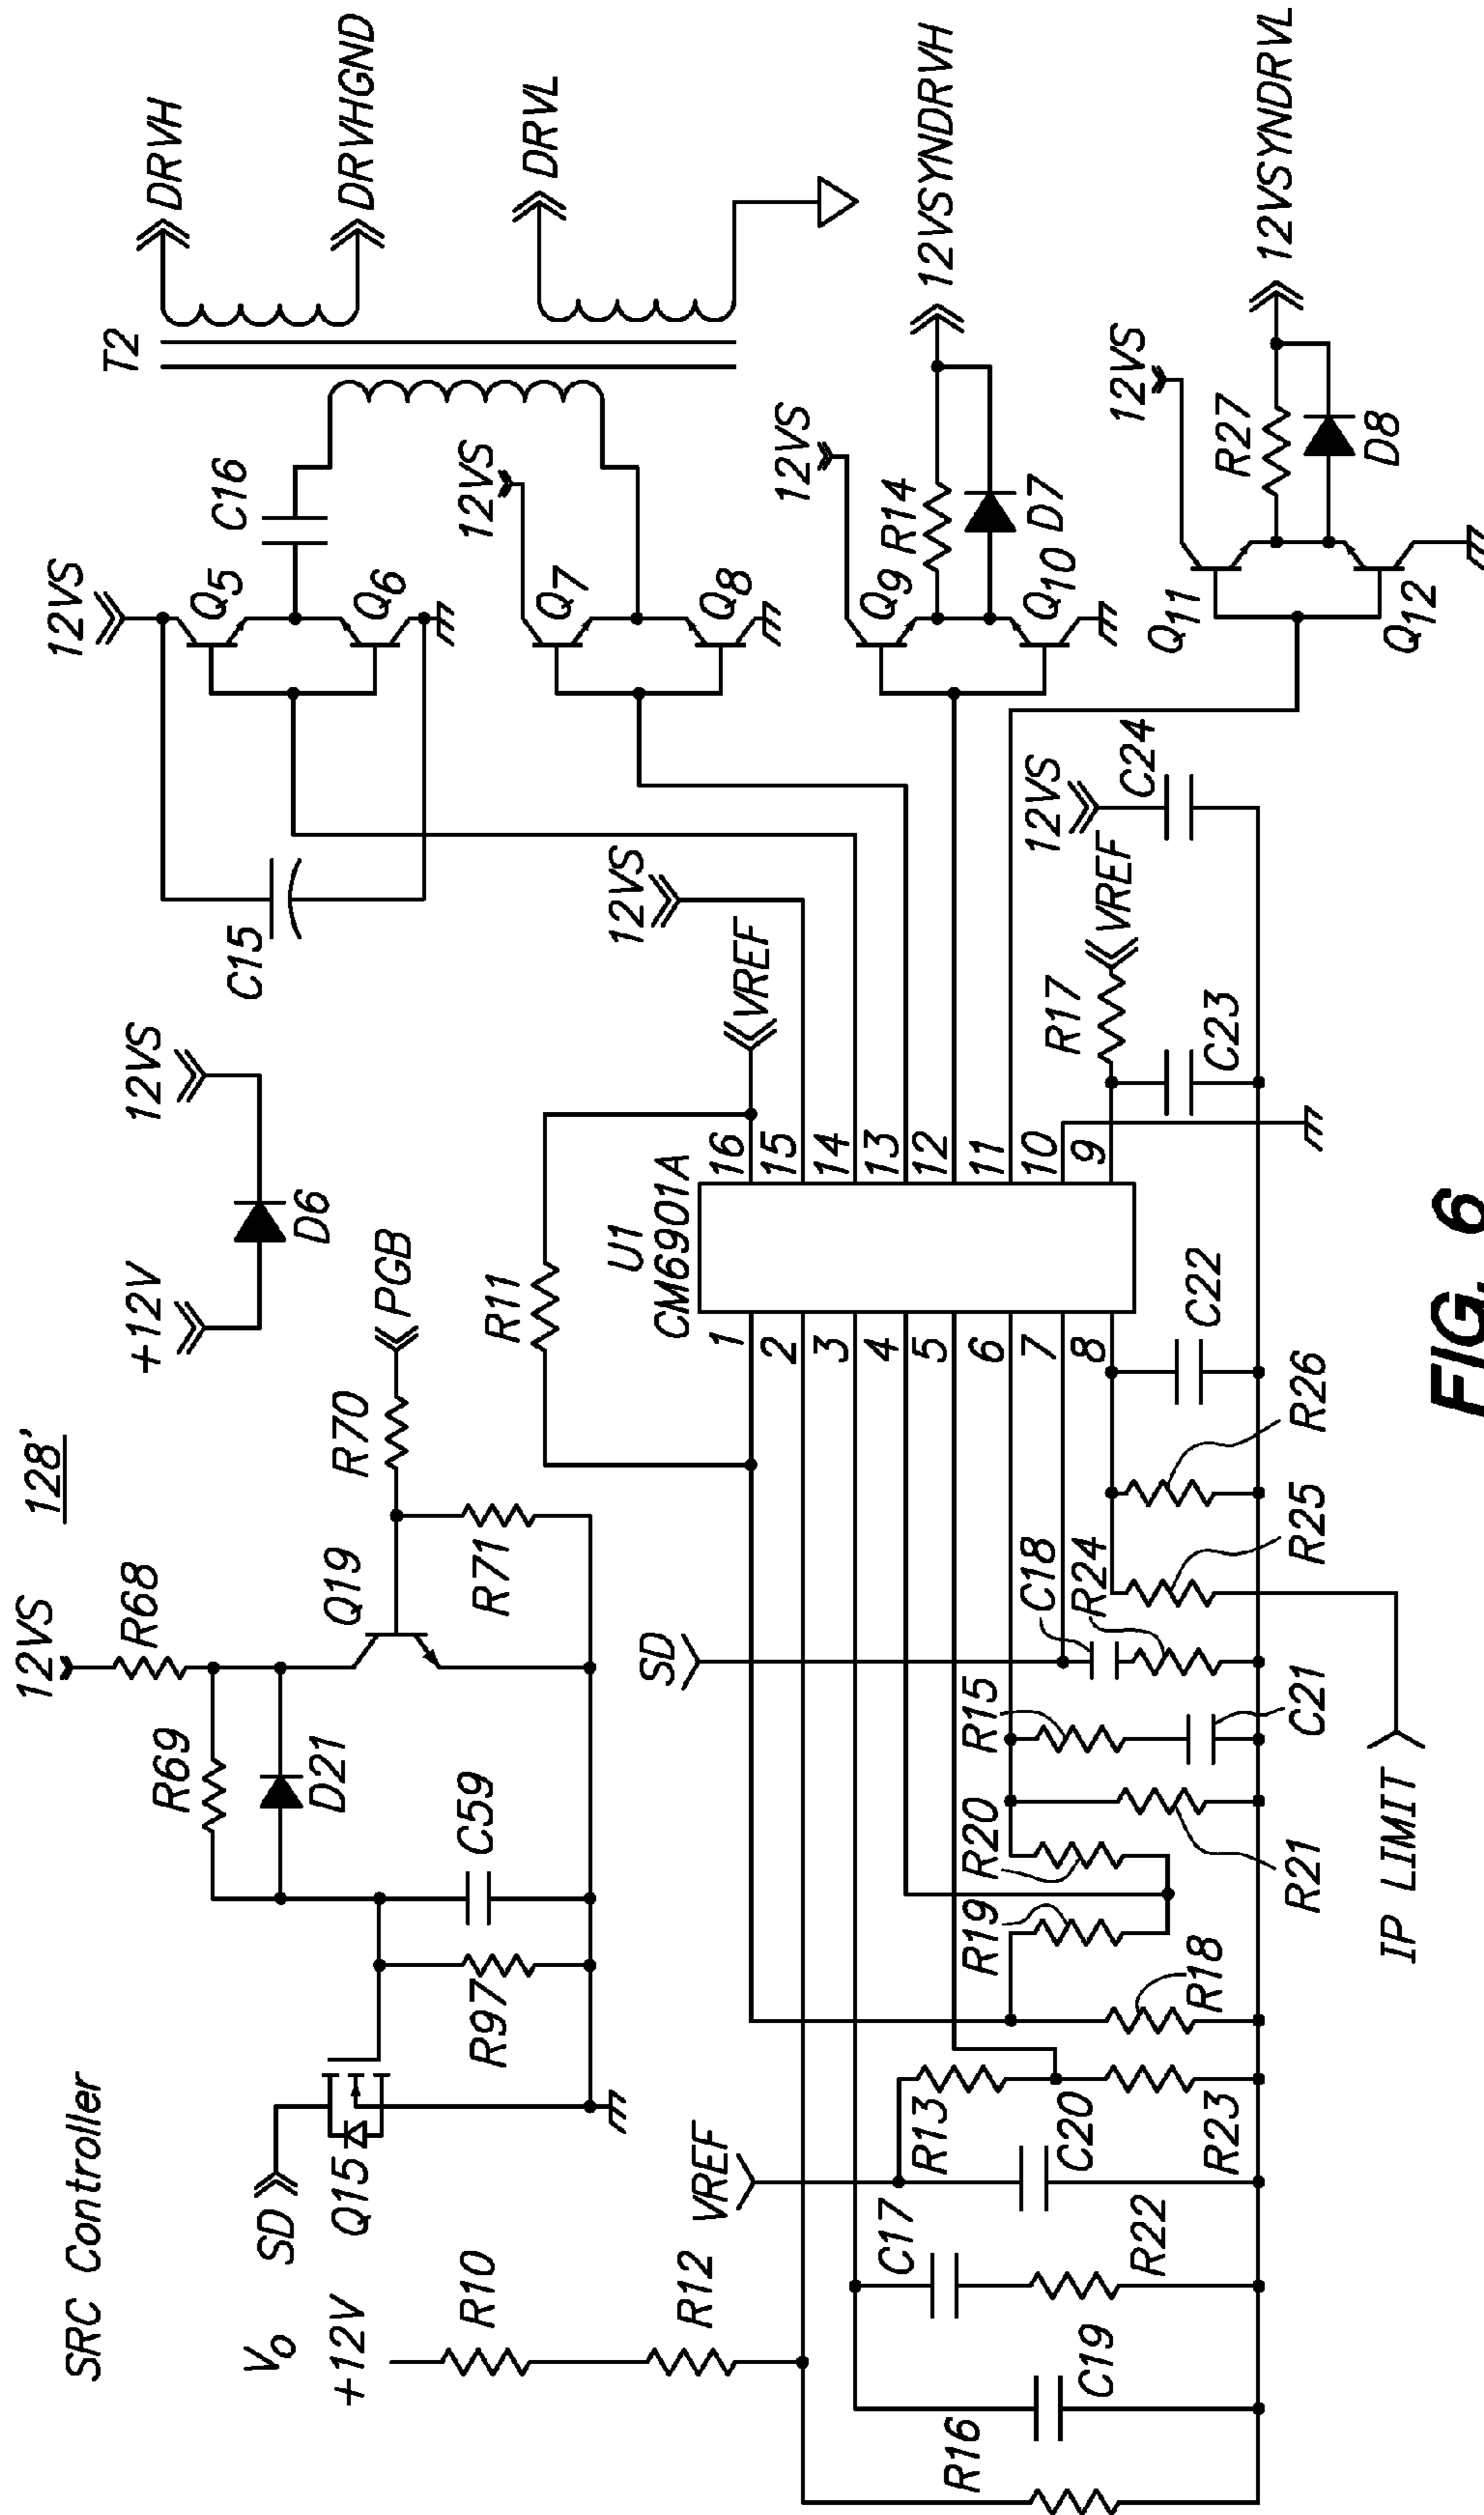 SRC Controller
128'
12VS
R68
R69
D21
Q19
R70
PGB
R71
C59
R97
SD
Q15
Vo
+12V
R10
R12
+12V
12VS
D6
C15
12VS
Q5
Q6
C16
T2
DRVH
DRVHGND
DRVL
12VS
Q7
Q8
R11
U1
CM6901A
VREF
12VS
1
2
3
4
5
6
7
8
16
15
14
13
12
11
10
9
12VS
Q9
R14
D7
Q10
12VSYNDRVH
12VS
Q11
R27
D8
Q12
12VSYNDRVL
R17
VREF
12VS
C24
C23
C22
R26
R25
C18
R24
SD
R15
C21
R20
R21
R19
R18
IP LIMIT
VREF
R13
C20
R23
C17
R22
C19
R16
FIG. 6